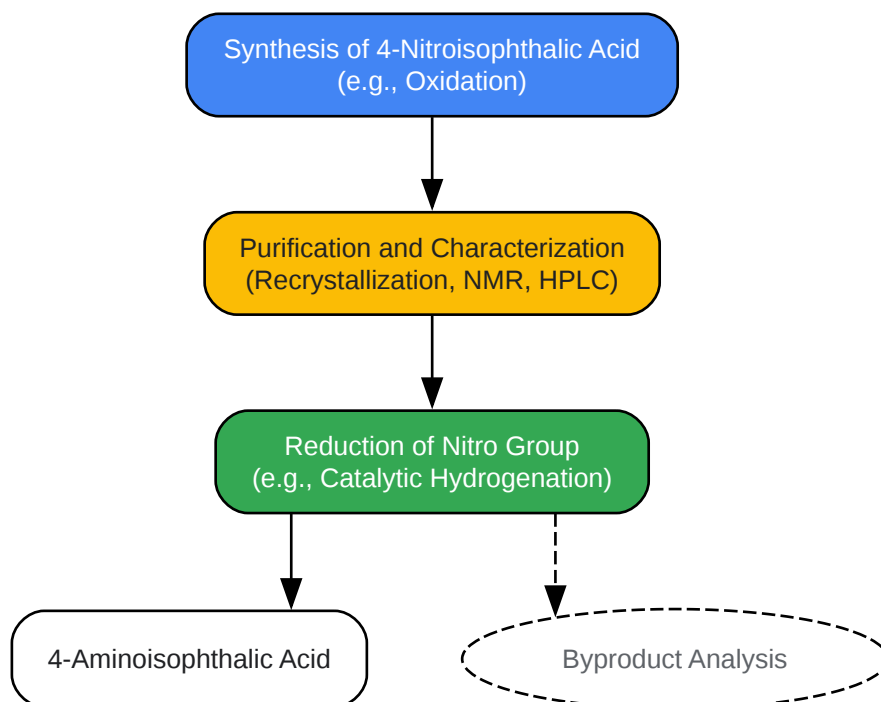 Synthesis of 4-Nitroisophthalic Acid
(e.g., Oxidation)
Purification and Characterization
(Recrystallization, NMR, HPLC)
Reduction of Nitro Group
(e.g., Catalytic Hydrogenation)
4-Aminoisophthalic Acid
Byproduct Analysis